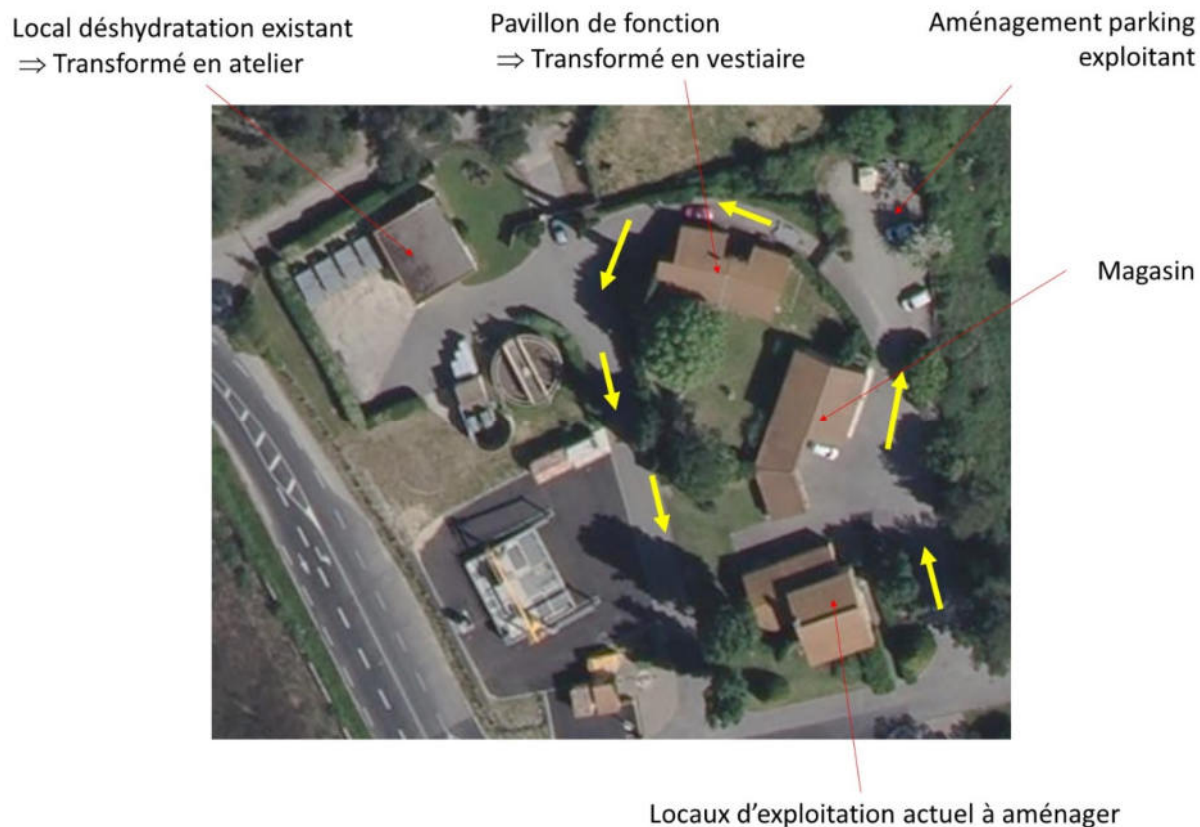 Local déshydratation existant
⇒ Transformé en atelier
Pavillon de fonction
⇒ Transformé en vestiaire
Aménagement parking
exploitant
Magasin
Locaux d'exploitation actuel à aménager